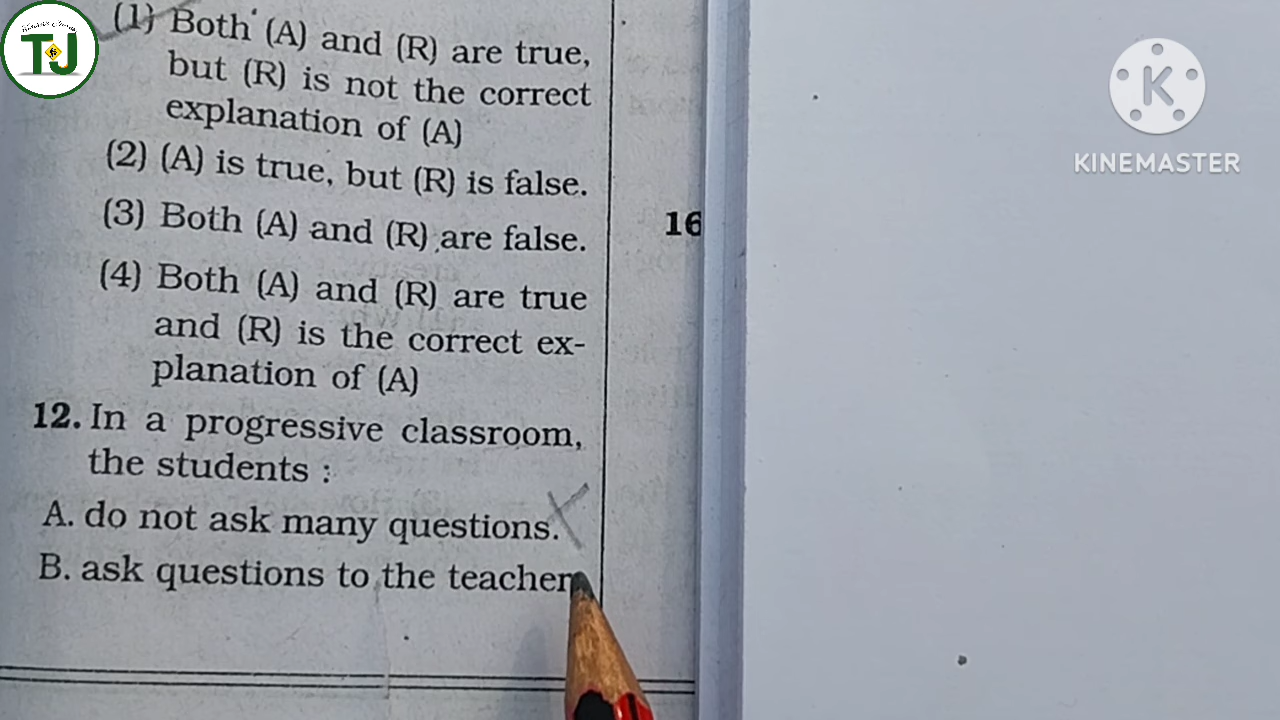 TJ
(1) Both (A) and (R) are true,
but (R) is not the correct
explanation of (A)
(2) (A) is true, but (R) is false.
(3) Both (A) and (R) are false.
(4) Both (A) and (R) are true
and (R) is the correct ex-
planation of (A)
12. In a progressive classroom,
the students :
A. do not ask many questions.
B. ask questions to the teacher
16
K
KINEMASTER